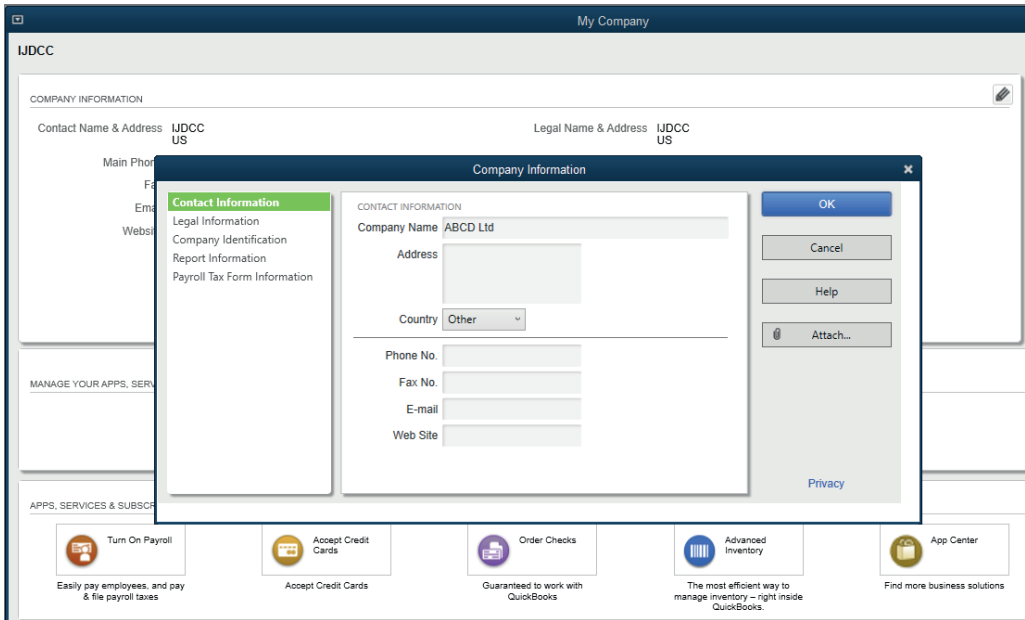 My Company
IJDCC
COMPANY INFORMATION
Contact Name & Address IJDCC
US
Legal Name & Address IJDCC
US
Main Phon
Fa
Ema
Websit
Company Information
Contact Information
Legal Information
Company Identification
Report Information
Payroll Tax Form Information
CONTACT INFORMATION
Company Name ABCD Ltd
Address
Country Other
Phone No.
Fax No.
E-mail
Web Site
OK
Cancel
Help
Attach...
Privacy
MANAGE YOUR APPS, SERV
APPS, SERVICES & SUBSCR
Turn On Payroll
Easily pay employees, and pay
& file payroll taxes
Accept Credit
Cards
Accept Credit Cards
Order Checks
Guaranteed to work with
QuickBooks
Advanced
Inventory
The most efficient way to
manage inventory – right inside
QuickBooks.
App Center
Find more business solutions